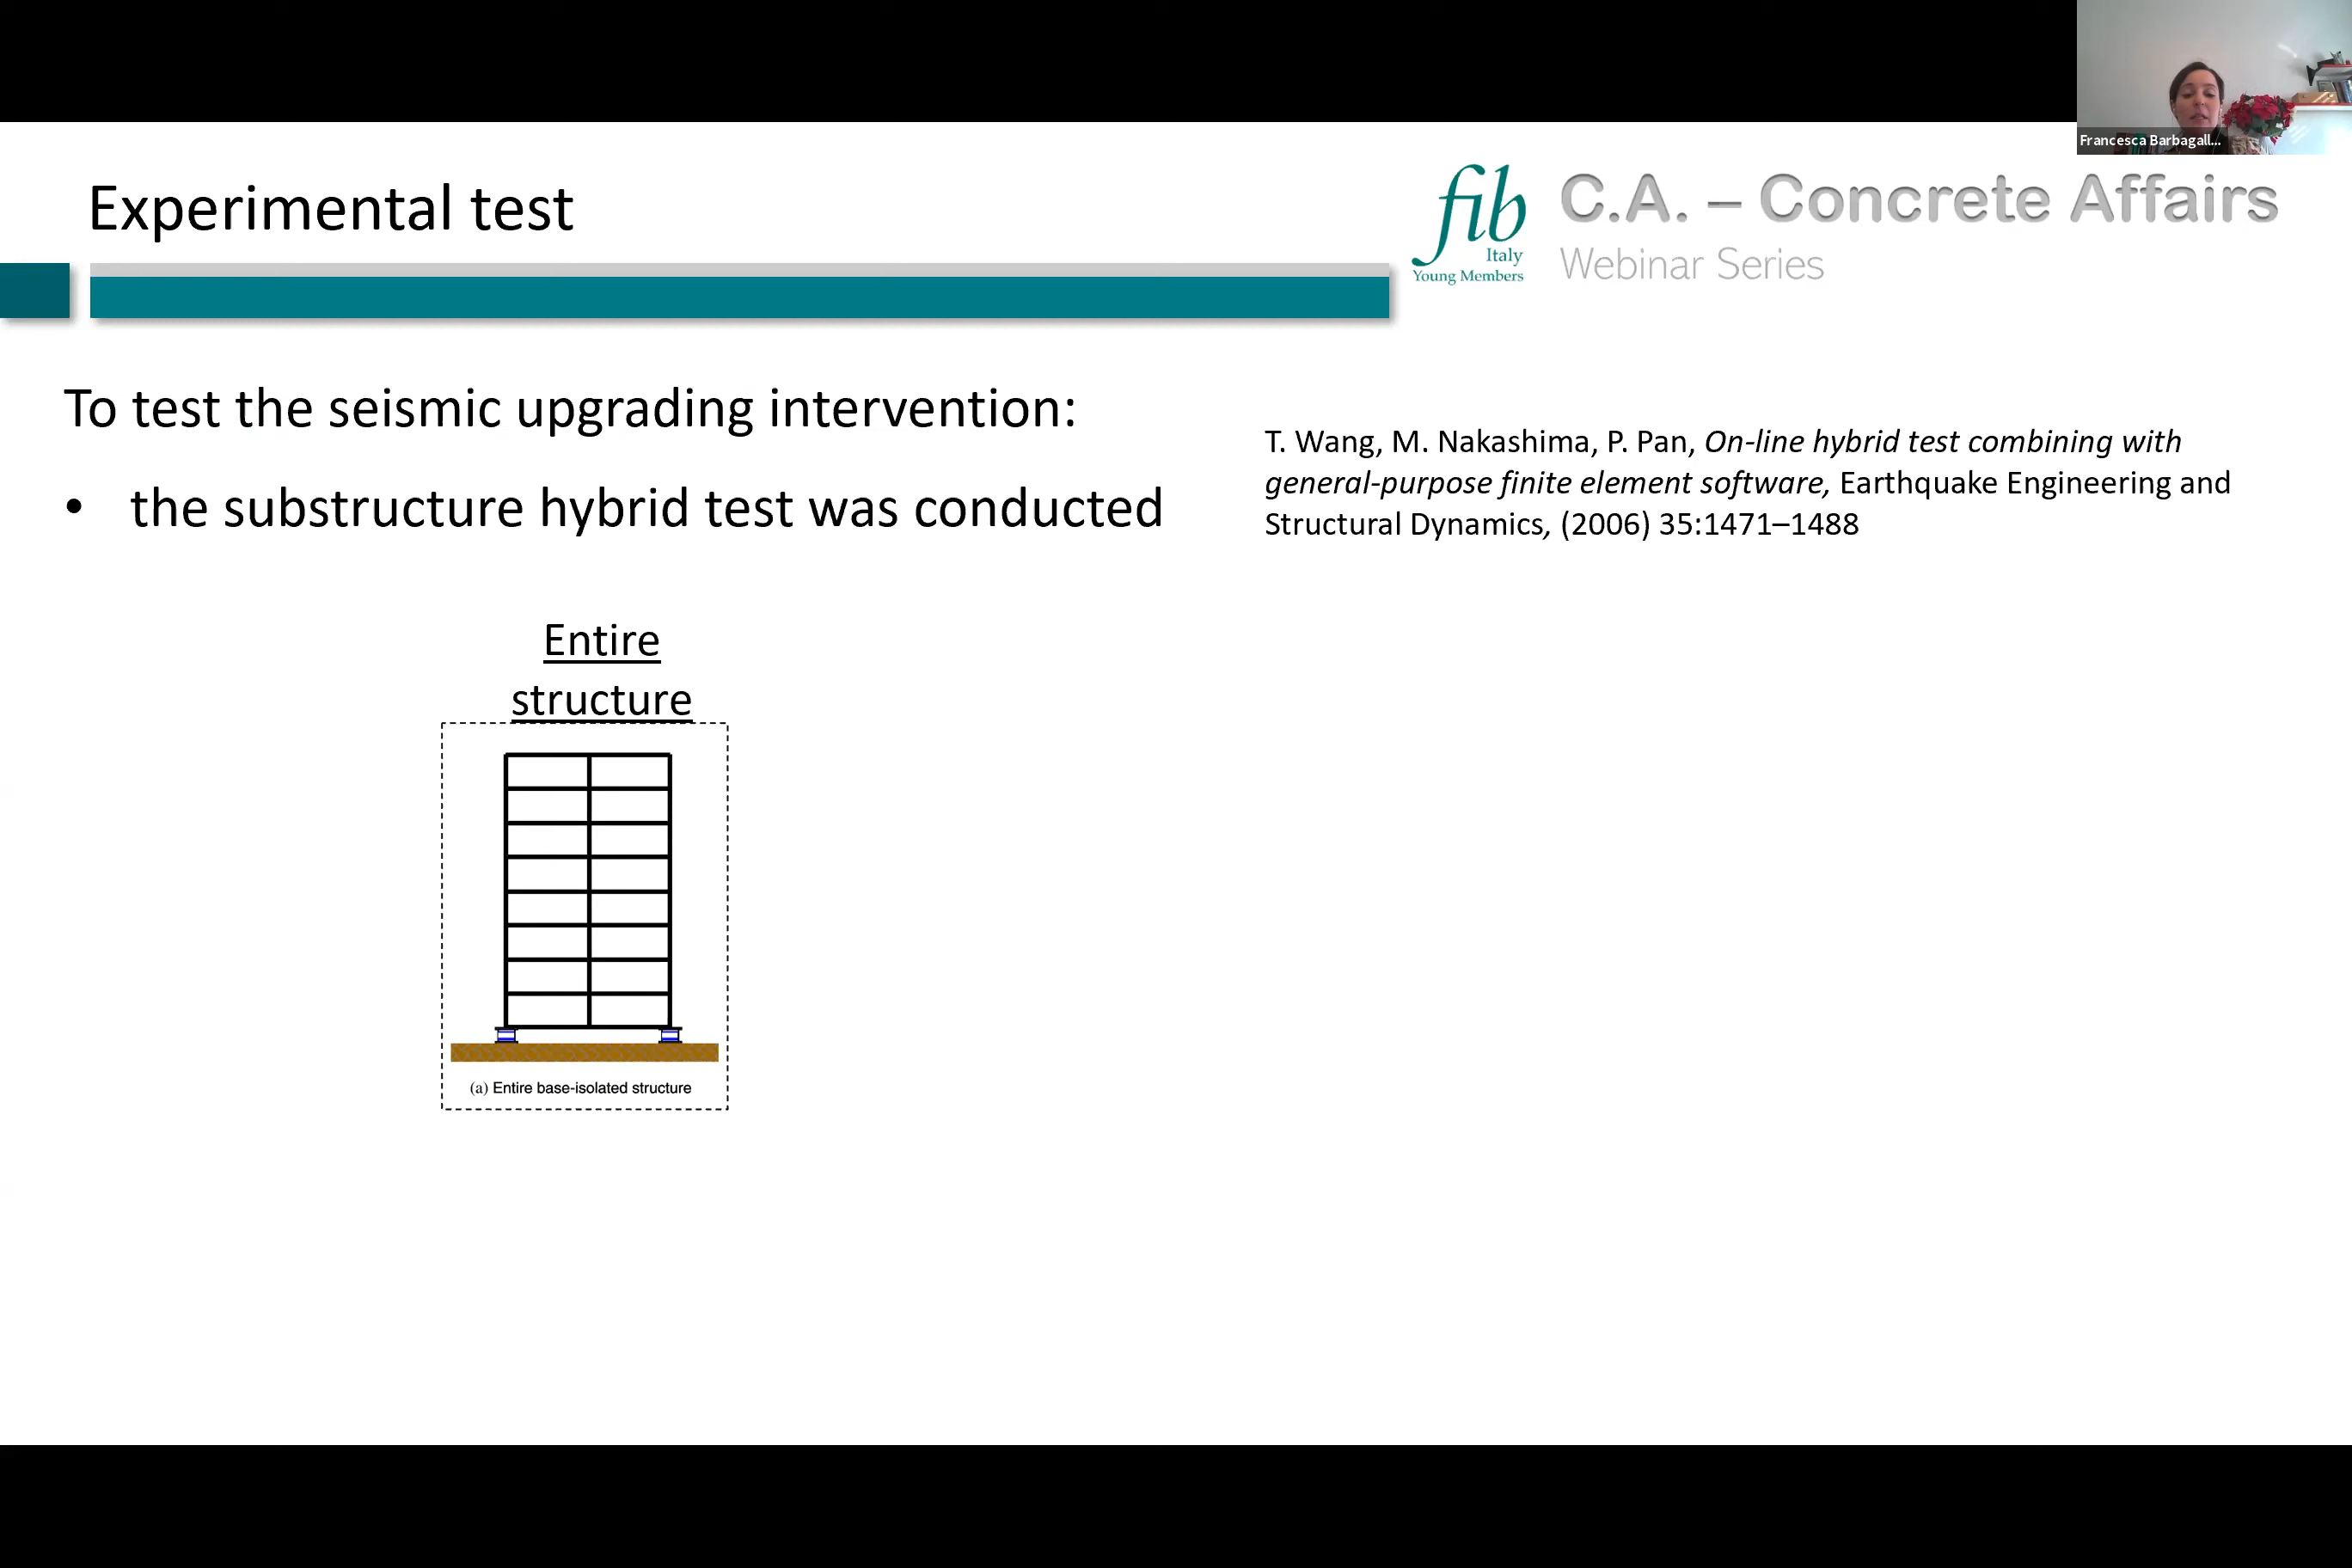 Francesca Barbagall...
Experimental test
fib
Italy
Young Members
C.A. – Concrete Affairs
Webinar Series
To test the seismic upgrading intervention:
• the substructure hybrid test was conducted
T. Wang, M. Nakashima, P. Pan, On-line hybrid test combining with
general-purpose finite element software, Earthquake Engineering and
Structural Dynamics, (2006) 35:1471–1488
Entire
structure
(a) Entire base-isolated structure